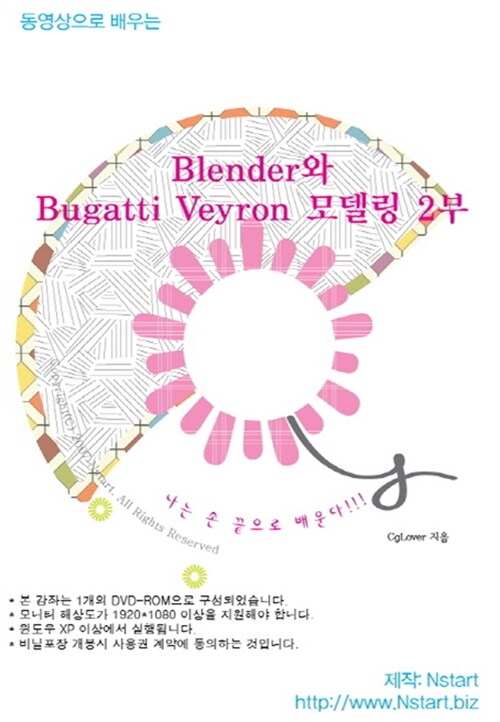 동영상으로 배우는
Blender와
Bugatti Veyron 모델링 2부
Copyright(c) 2007 Nstart. All Rights Reserved
나는 손 끝으로 배운다!!!
CgLover 지음
* 본 강좌는 1개의 DVD-ROM으로 구성되었습니다.
* 모니터 해상도가 1920*1080 이상을 지원해야 합니다.
* 윈도우 XP 이상에서 실행됩니다.
* 비닐포장 개봉시 사용권 계약에 동의하는 것입니다.
제작: Nstart
http://www.Nstart.biz